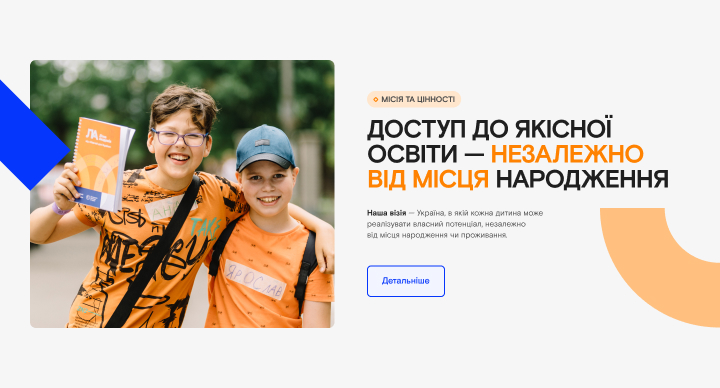 МІСІЯ ТА ЦІННОСТІ
ДОСТУП ДО ЯКІСНОЇ
ОСВІТИ — НЕЗАЛЕЖНО
ВІД МІСЦЯ НАРОДЖЕННЯ
Наша візія — Україна, в якій кожна дитина може
реалізувати власний потенціал, незалежно
від місця народження чи проживання.
Детальніше
ЯРОСЛАВ